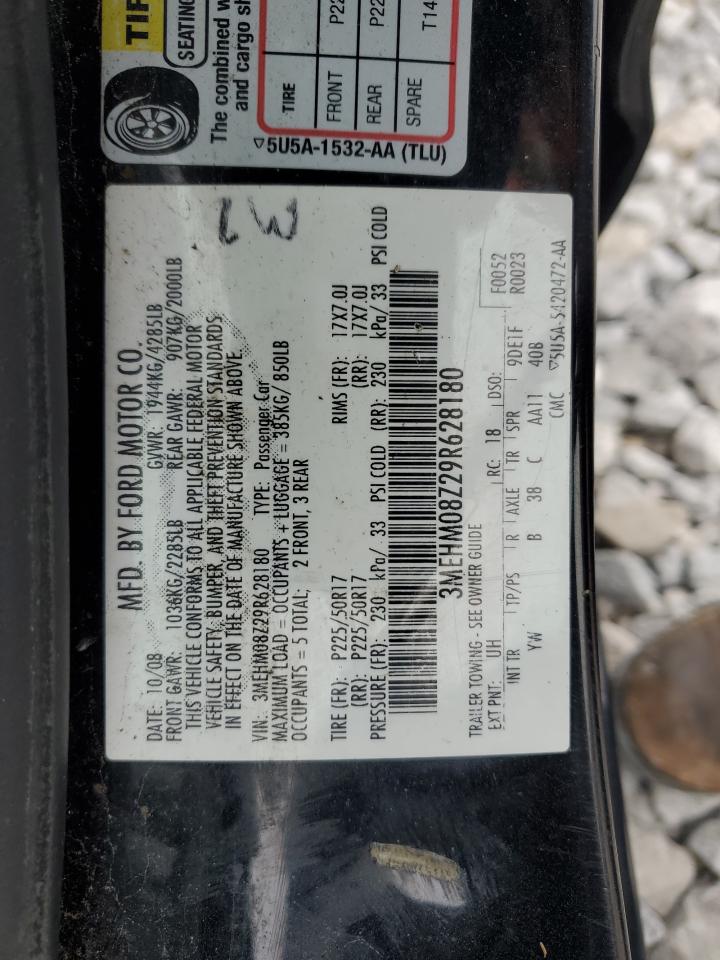 MFD. BY FORD MOTOR CO.
DATE: 10/08 GVWR: 1944KG/4285LB
FRONT GAWR: 1036KG/2285LB REAR GAWR: 907KG/2000LB
THIS VEHICLE CONFORMS TO ALL APPLICABLE FEDERAL MOTOR
VEHICLE SAFETY, BUMPER, AND THEFT PREVENTION STANDARDS
IN EFFECT ON THE DATE OF MANUFACTURE SHOWN ABOVE.
VIN: 3MEHM08Z29R628180 TYPE: Passenger Car
MAXIMUM LOAD = OCCUPANTS + LUGGAGE = 385KG/ 850LB
OCCUPANTS = 5 TOTAL; 2 FRONT, 3 REAR
TIRE (FR): P225/50R17 RIMS (FR): 17X7.0J
(RR): P225/50R17 (RR): 17X7.0J
PRESSURE (FR): 230 kPa/ 33 PSI COLD (RR): 230 kPa/ 33 PSI COLD
3MEHM08Z29R628180
TRAILER TOWING - SEE OWNER GUIDE
EXT PNT: UH RC: 18 DSO: F0052
INT TR TP/PS R AXLE TR SPR 9DE1F R0023
YW B 38 C AA11 40B
CMC ▽5U5A-5420472-AA
32
TIR
SEATING
The combined w
and cargo sh
TIRE
FRONT P22
REAR P22
SPARE T14
▽5U5A-1532-AA (TLU)